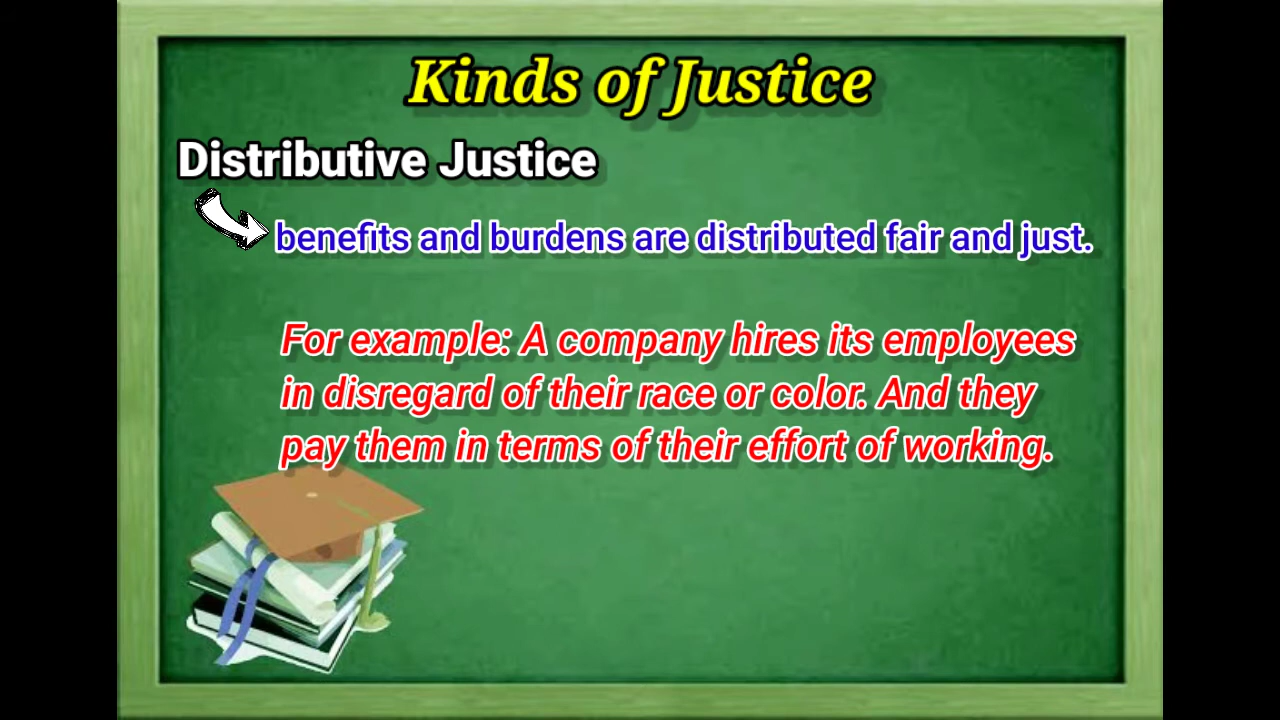 Kinds of Justice
Distributive Justice
benefits and burdens are distributed fair and just.
For example: A company hires its employees
in disregard of their race or color. And they
pay them in terms of their effort of working.